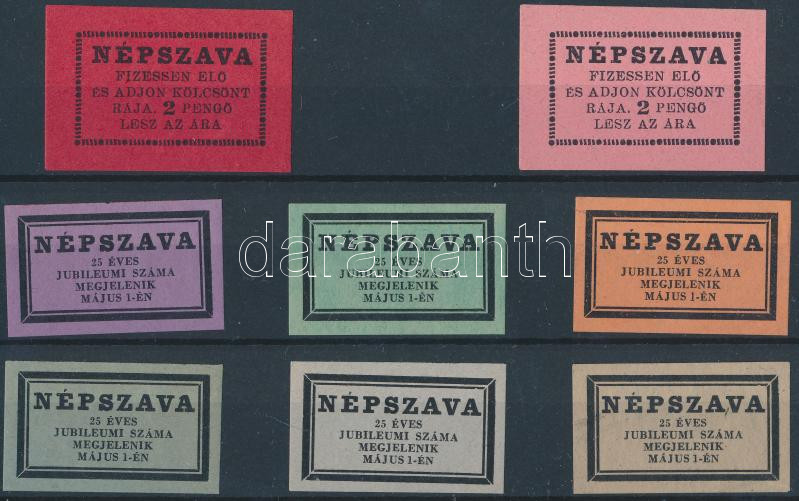 NÉPSZAVA
FIZESSEN ELŐ
ÉS ADJON KÖLCSÖNT
RÁJA. 2 PENGŐ
LESZ AZ ÁRA
NÉPSZAVA
FIZESSEN ELŐ
ÉS ADJON KÖLCSÖNT
RÁJA. 2 PENGŐ
LESZ AZ ÁRA
NÉPSZAVA
25 ÉVES
JUBILEUMI SZÁMA
MEGJELENIK
MÁJUS 1-ÉN
NÉPSZAVA
25 ÉVES
JUBILEUMI SZÁMA
MEGJELENIK
MÁJUS 1-ÉN
NÉPSZAVA
25 ÉVES
JUBILEUMI SZÁMA
MEGJELENIK
MÁJUS 1-ÉN
darabanth
NÉPSZAVA
25 ÉVES
JUBILEUMI SZÁMA
MEGJELENIK
MÁJUS 1-ÉN
NÉPSZAVA
25 ÉVES
JUBILEUMI SZÁMA
MEGJELENIK
MÁJUS 1-ÉN
NÉPSZAVA
25 ÉVES
JUBILEUMI SZÁMA
MEGJELENIK
MÁJUS 1-ÉN